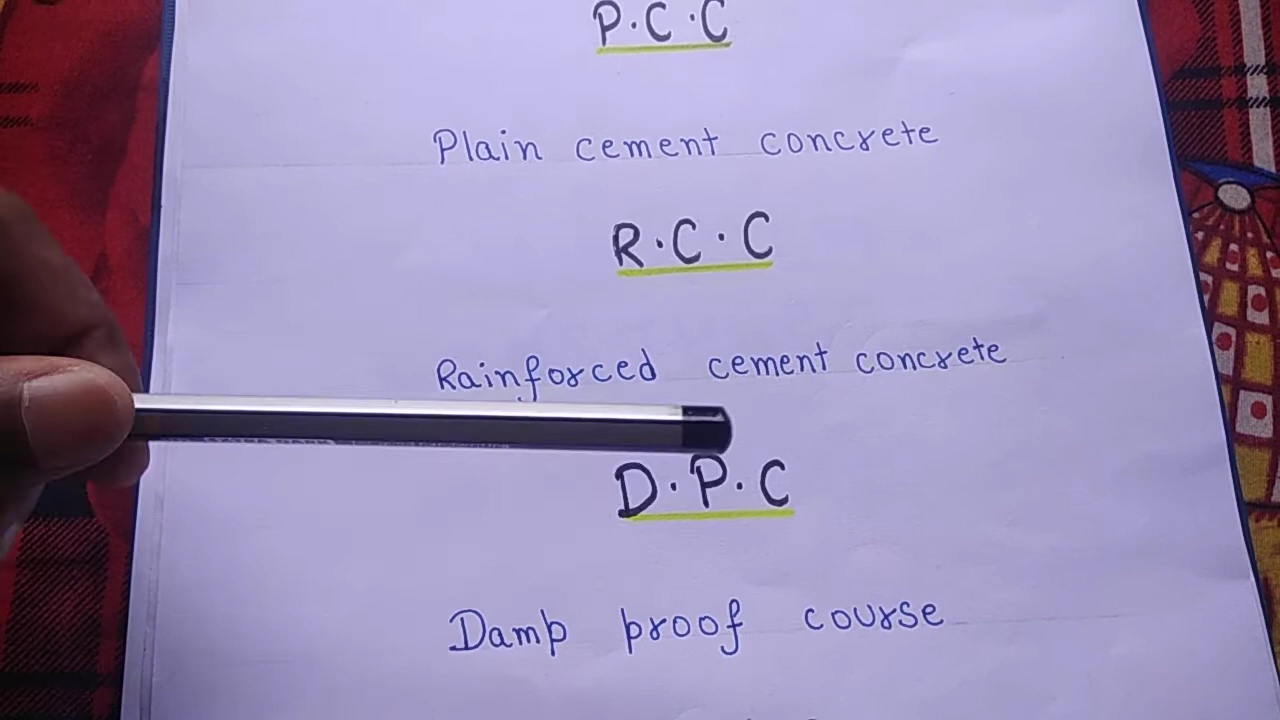 P.C.C
Plain cement concrete
R.C.C
Rainforced cement concrete
D.P.C
Damp proof course